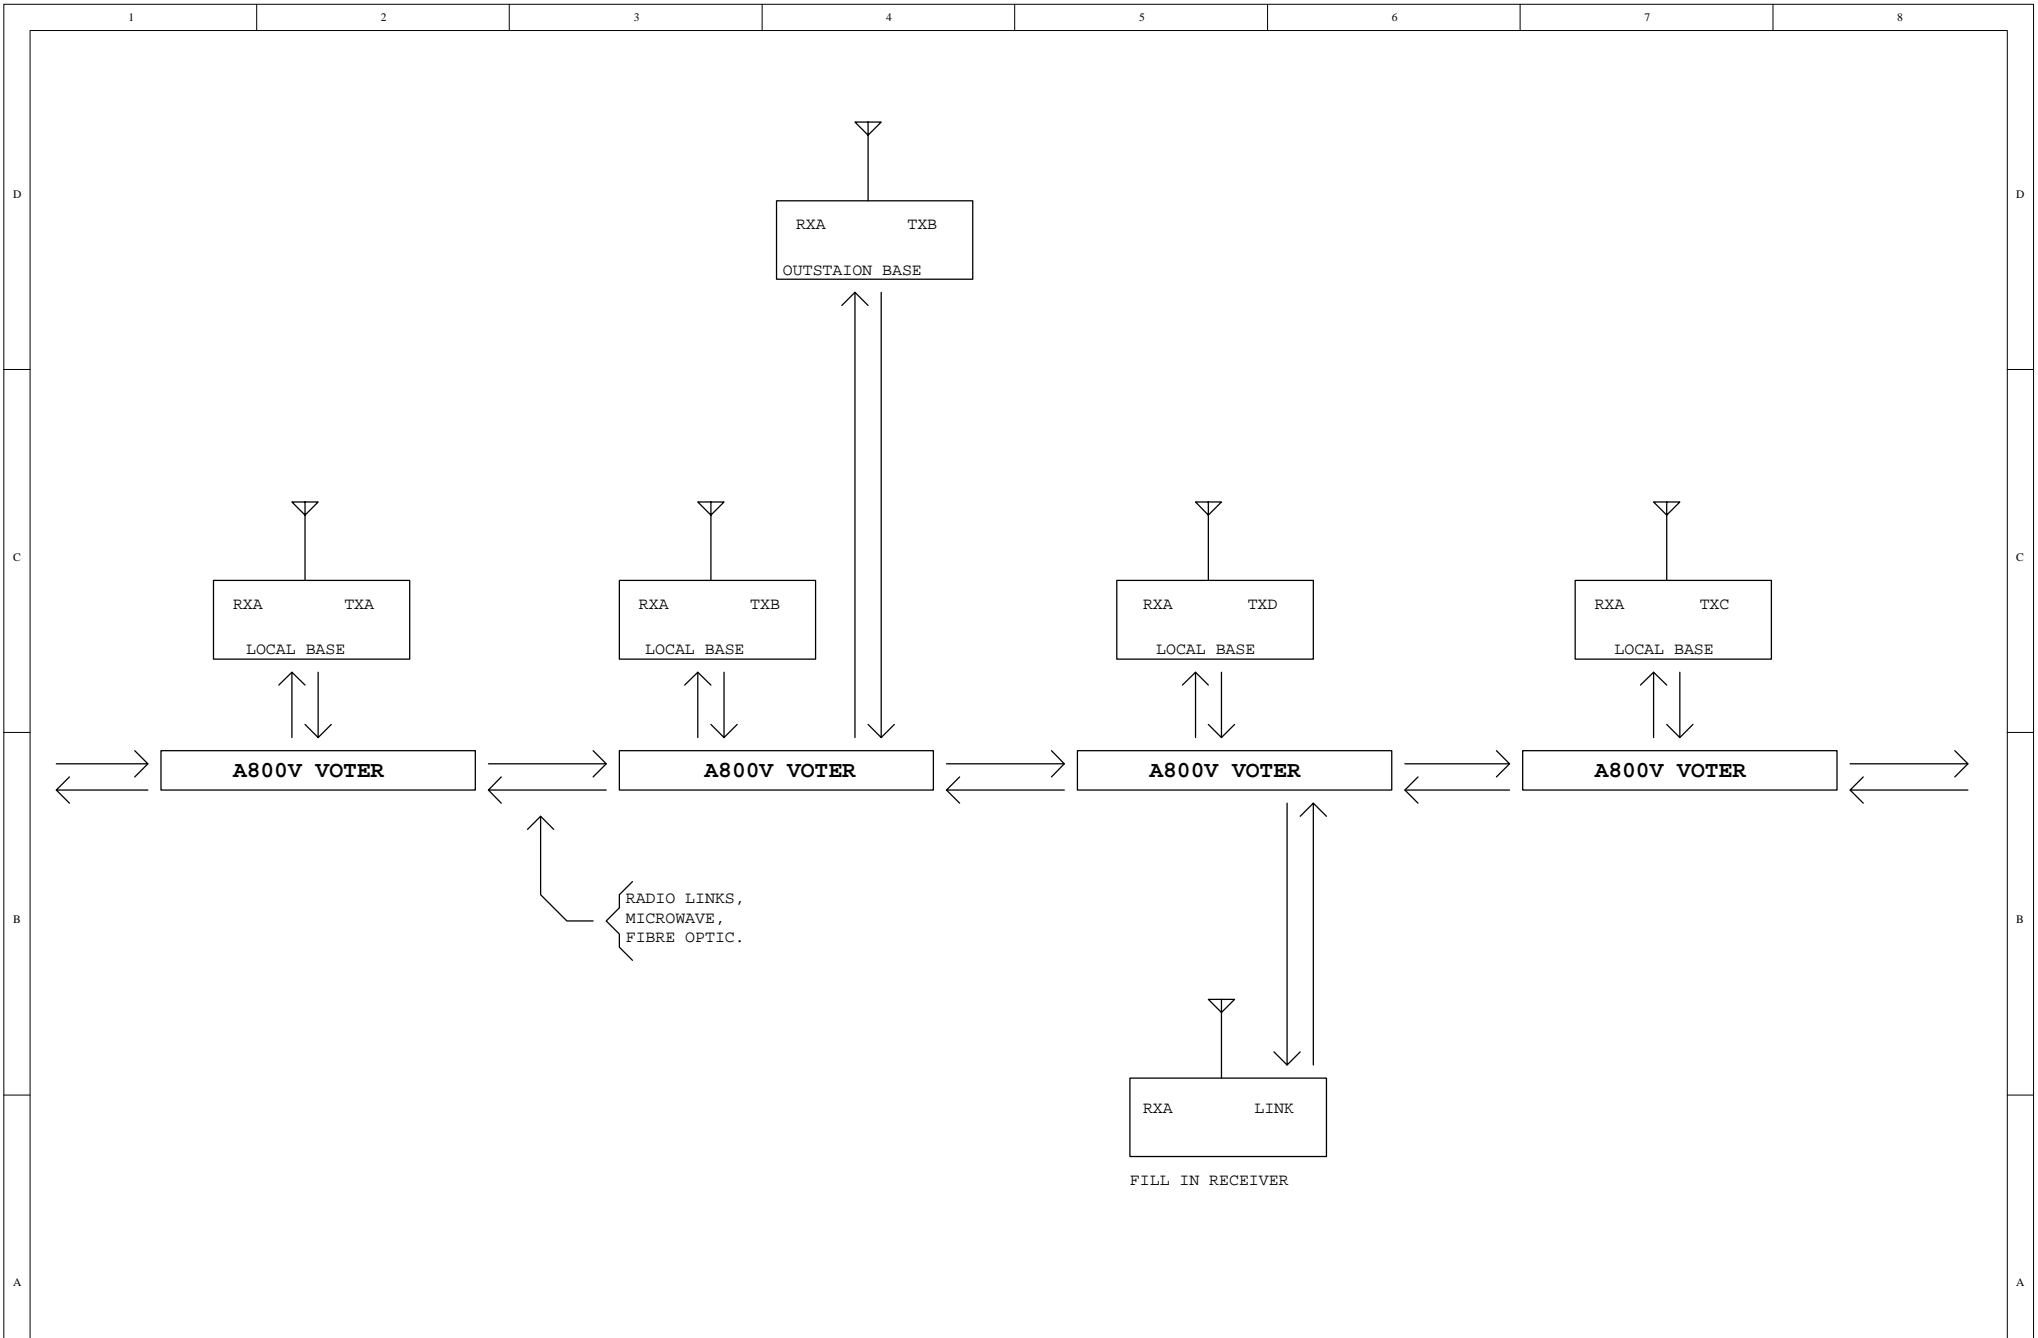 1 2 3 4 5 6 7 8
D D
RXA TXB
OUTSTAION BASE
C C
RXA TXA RXA TXB RXA TXD RXA TXC
LOCAL BASE LOCAL BASE LOCAL BASE LOCAL BASE
A800V VOTER A800V VOTER A800V VOTER A800V VOTER
RADIO LINKS,
B MICROWAVE, B
FIBRE OPTIC.
RXA LINK
FILL IN RECEIVER
A A